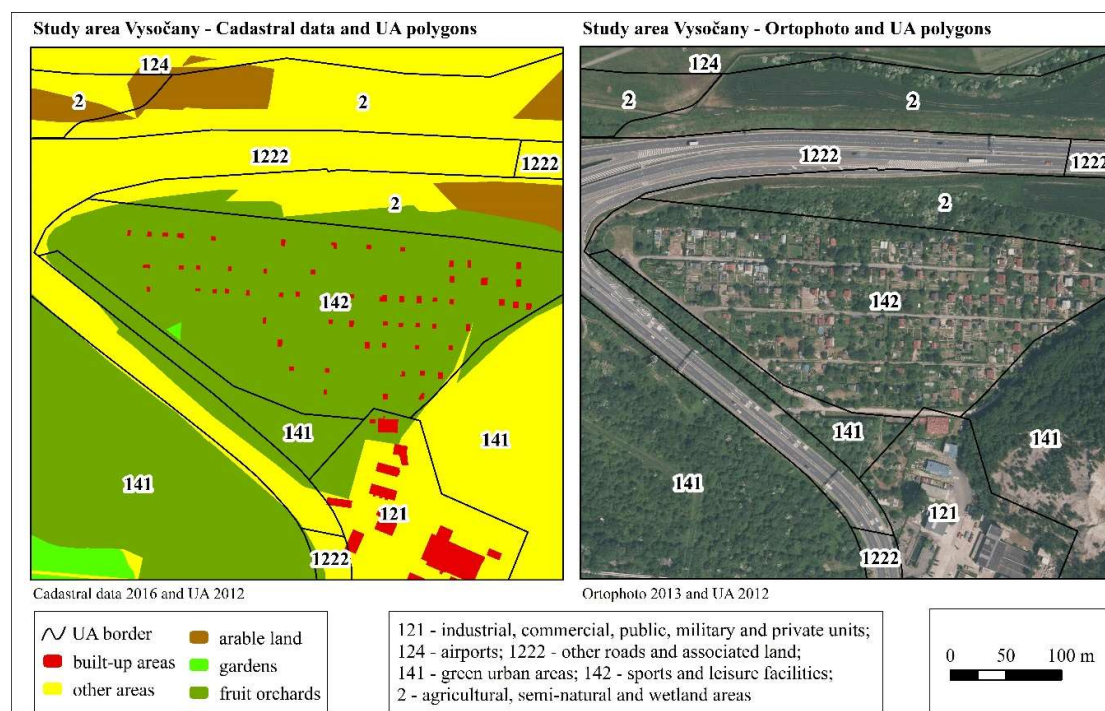 Study area Vysočany - Cadastral data and UA polygons
124
2
2
1222
1222
2
142
141
141
141
121
1222
Cadastral data 2016 and UA 2012
Study area Vysočany - Ortophoto and UA polygons
124
2
2
1222
1222
2
142
141
141
141
121
1222
Ortophoto 2013 and UA 2012
UA border
built-up areas
other areas
arable land
gardens
fruit orchards
121 - industrial, commercial, public, military and private units;
124 - airports; 1222 - other roads and associated land;
141 - green urban areas; 142 - sports and leisure facilities;
2 - agricultural, semi-natural and wetland areas
0 50 100 m